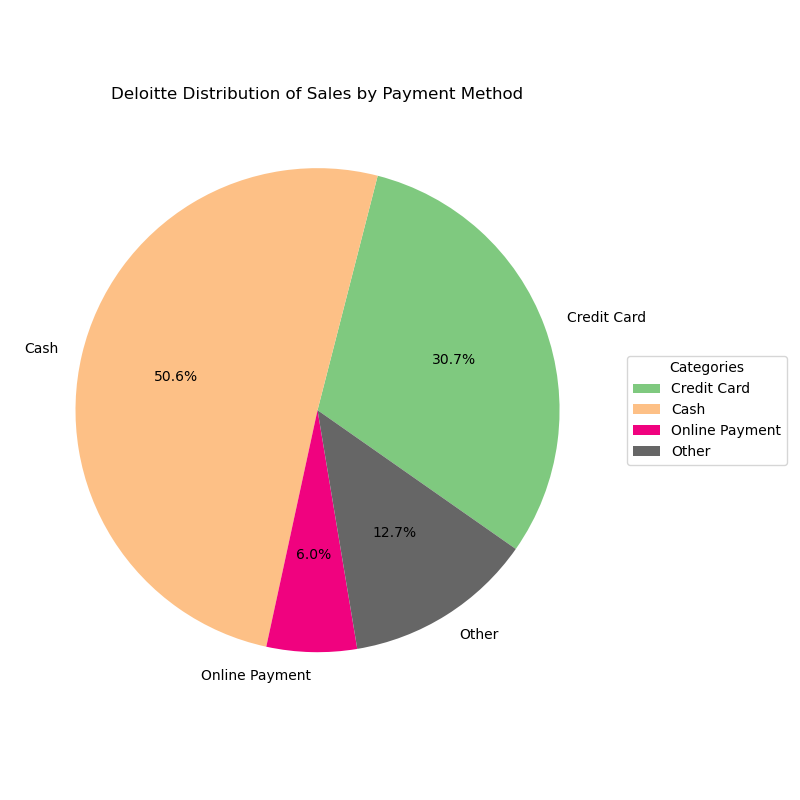 Deloitte Distribution of Sales by Payment Method
Credit Card
Cash
30.7%
50.6%
Categories
Credit Card
Cash
Online Payment
Other
12.7%
6.0%
Other
Online Payment